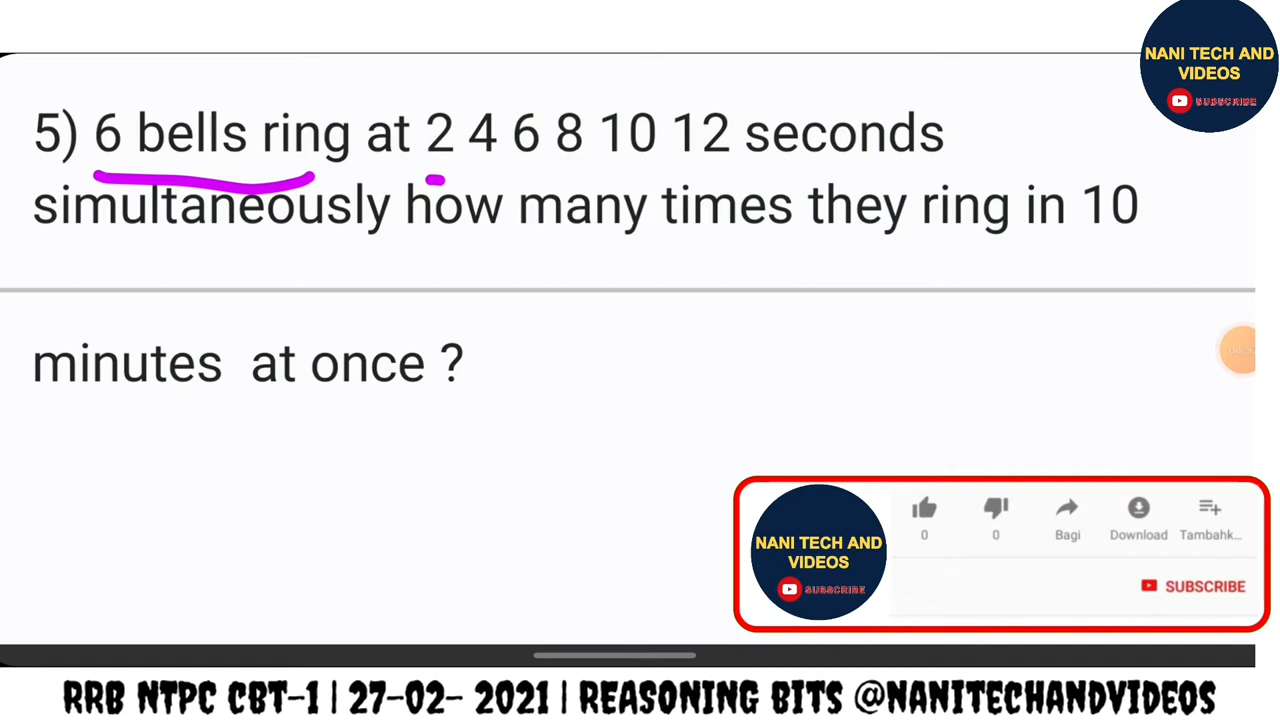 NANI TECH AND
VIDEOS
SUBSCRIBE
5) 6 bells ring at 2 4 6 8 10 12 seconds
simultaneously how many times they ring in 10
minutes at once ?
NANI TECH AND
VIDEOS
SUBSCRIBE
0 0 Bagi Download Tambahk...
SUBSCRIBE
RRB NTPC CBT-1 | 27-02- 2021 | REASONING BITS @NANITECHANDVIDEOS